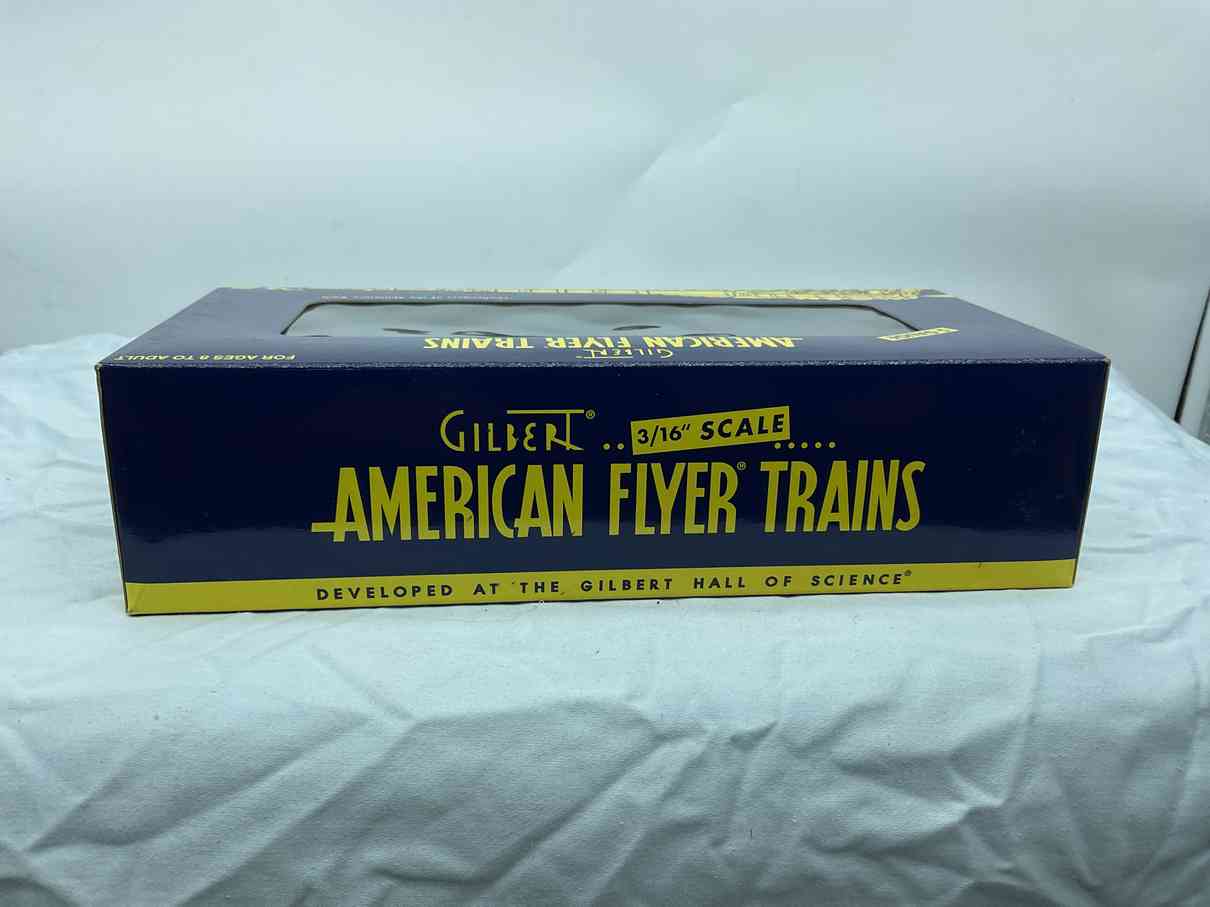 FOR AGES 8 TO ADULT
AMERICAN FLYER TRAINS
GILBERT®
GILBERT® .. 3/16" SCALE .....
AMERICAN FLYER® TRAINS
DEVELOPED AT THE GILBERT HALL OF SCIENCE®